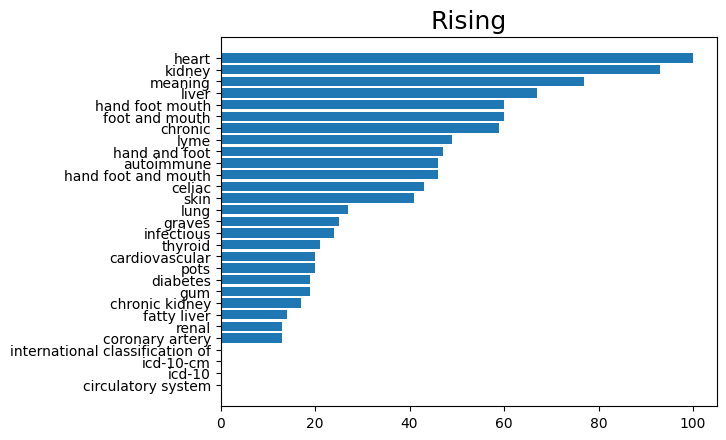 Rising
heart
kidney
meaning
liver
hand foot mouth
foot and mouth
chronic
lyme
hand and foot
autoimmune
hand foot and mouth
celiac
skin
lung
graves
infectious
thyroid
cardiovascular
pots
diabetes
gum
chronic kidney
fatty liver
renal
coronary artery
international classification of
icd-10-cm
icd-10
circulatory system
0 20 40 60 80 100